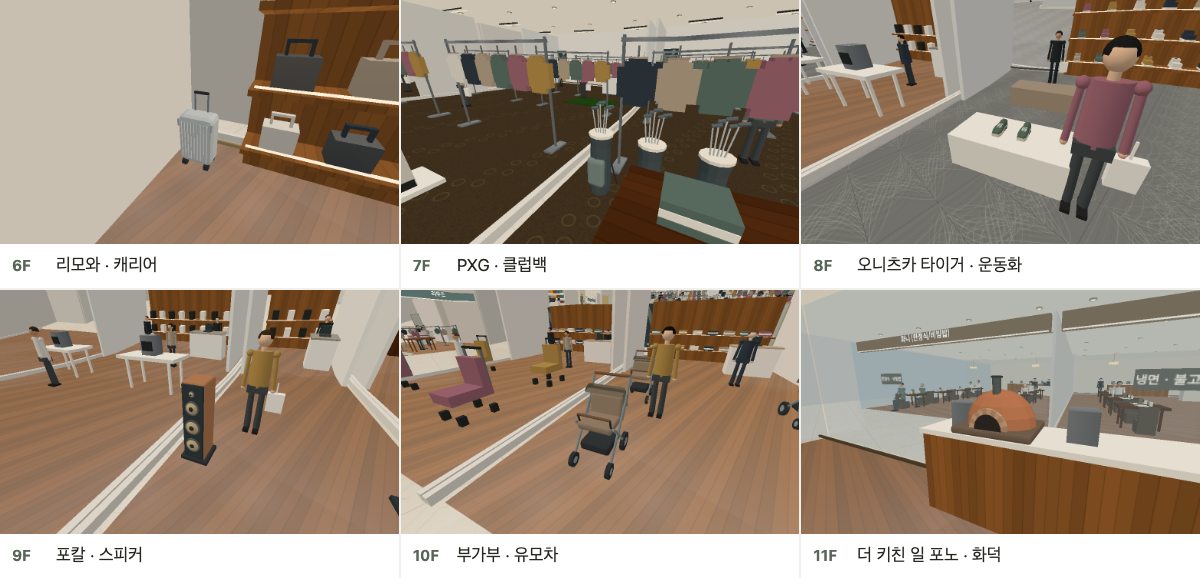 6F 리모와 · 캐리어
7F PXG · 클럽백
8F 오니츠카 타이거 · 운동화
냉면 · 불고
9F 포칼 · 스피커
10F 부가부 · 유모차
11F 더 키친 일 포노 · 화덕